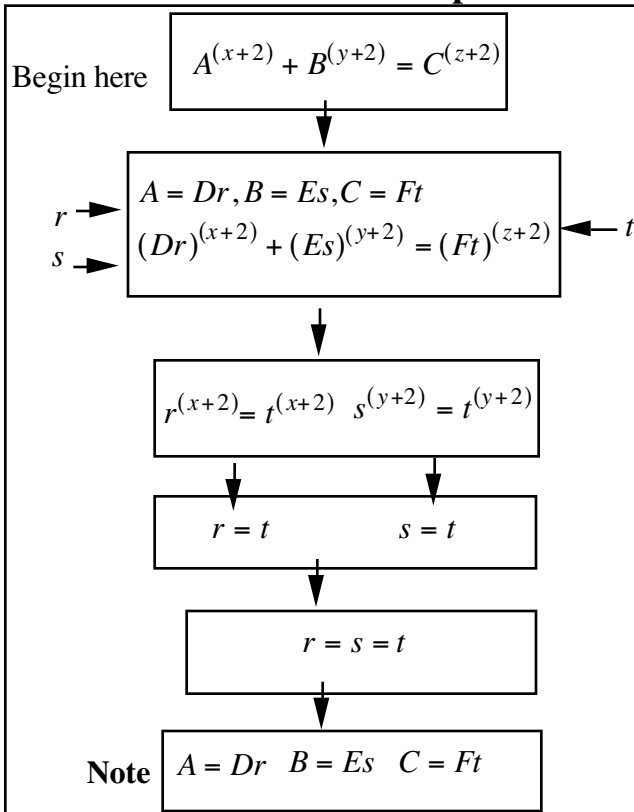 A^(x+2) + B^(y+2) = C^(z+2)
Begin here
A = Dr, B = Es, C = Ft
r
(Dr)^(x+2) + (Es)^(y+2) = (Ft)^(z+2)
t
s
r^(x+2) = t^(x+2) s^(y+2) = t^(y+2)
r = t s = t
r = s = t
Note A = Dr B = Es C = Ft